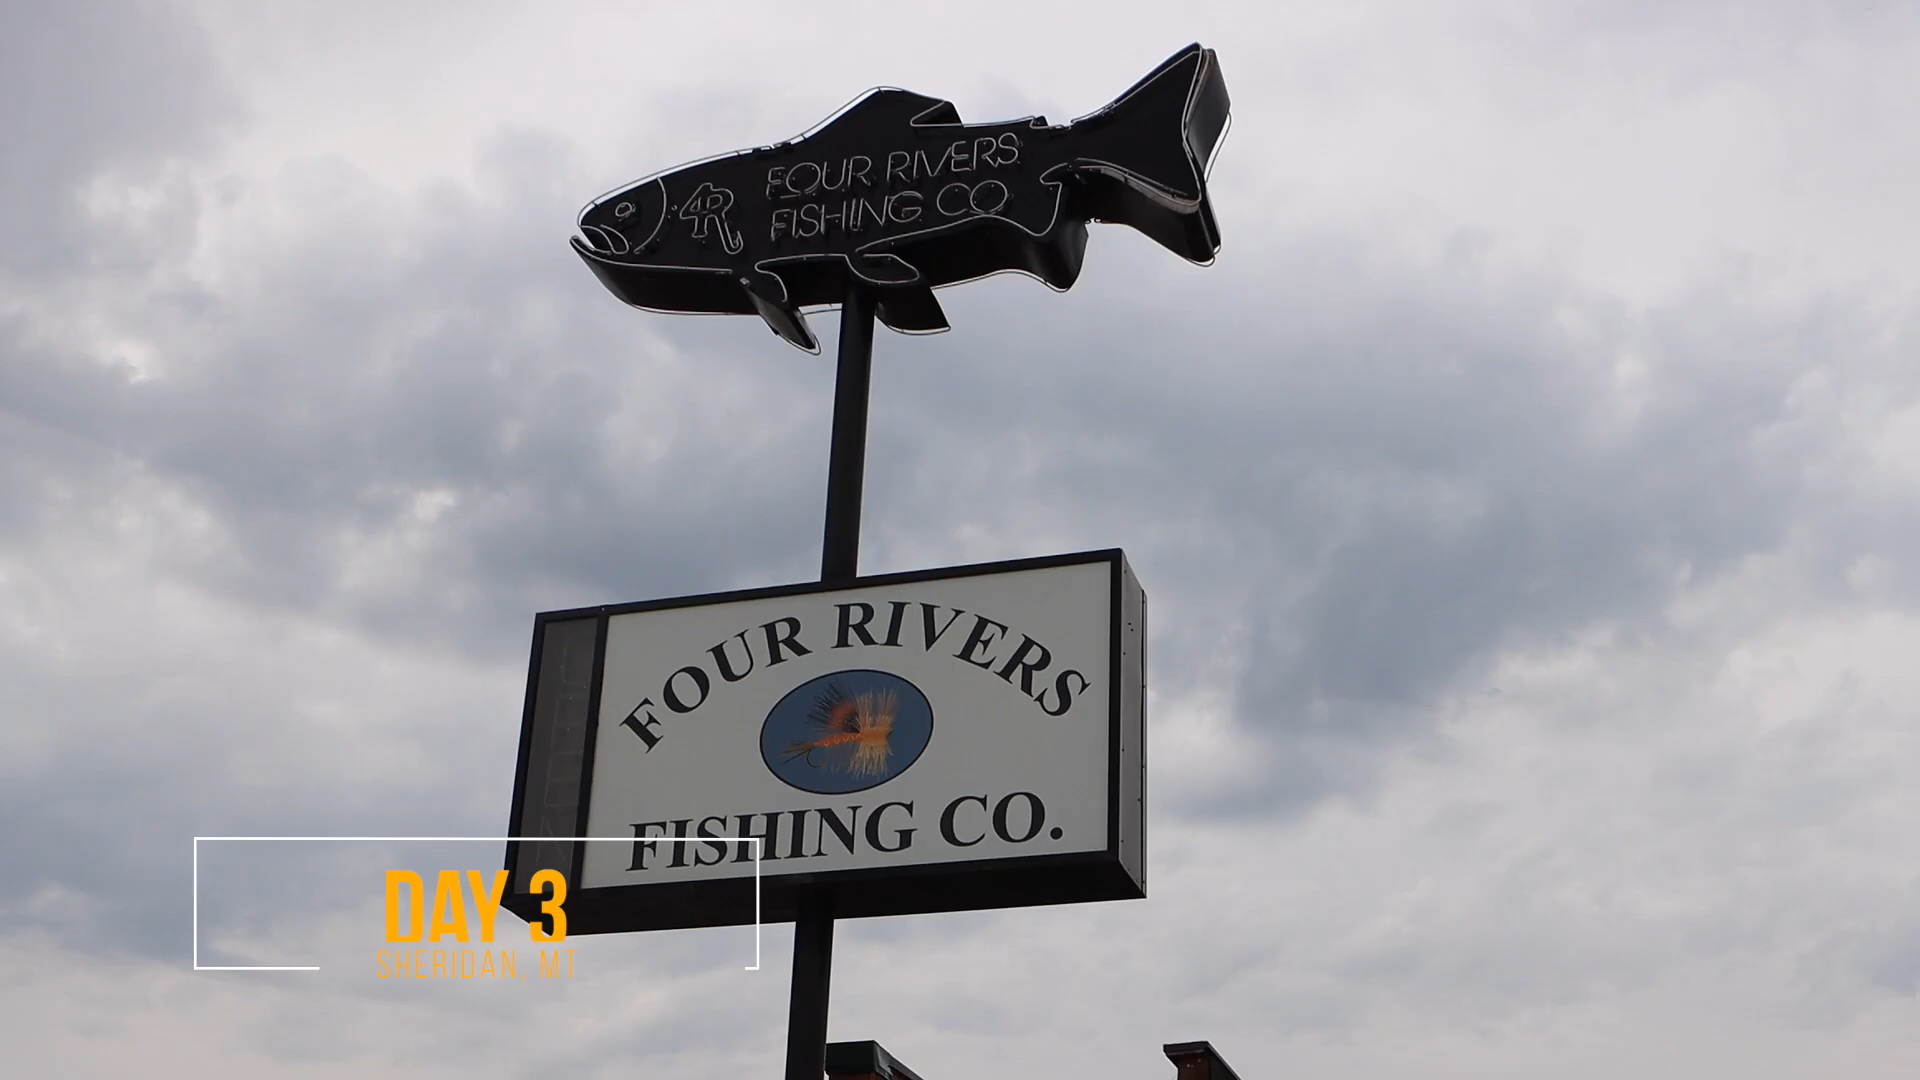 4R
FOUR RIVERS
FISHING CO
FOUR RIVERS
FISHING CO.
DAY 3
SHERIDAN, MT